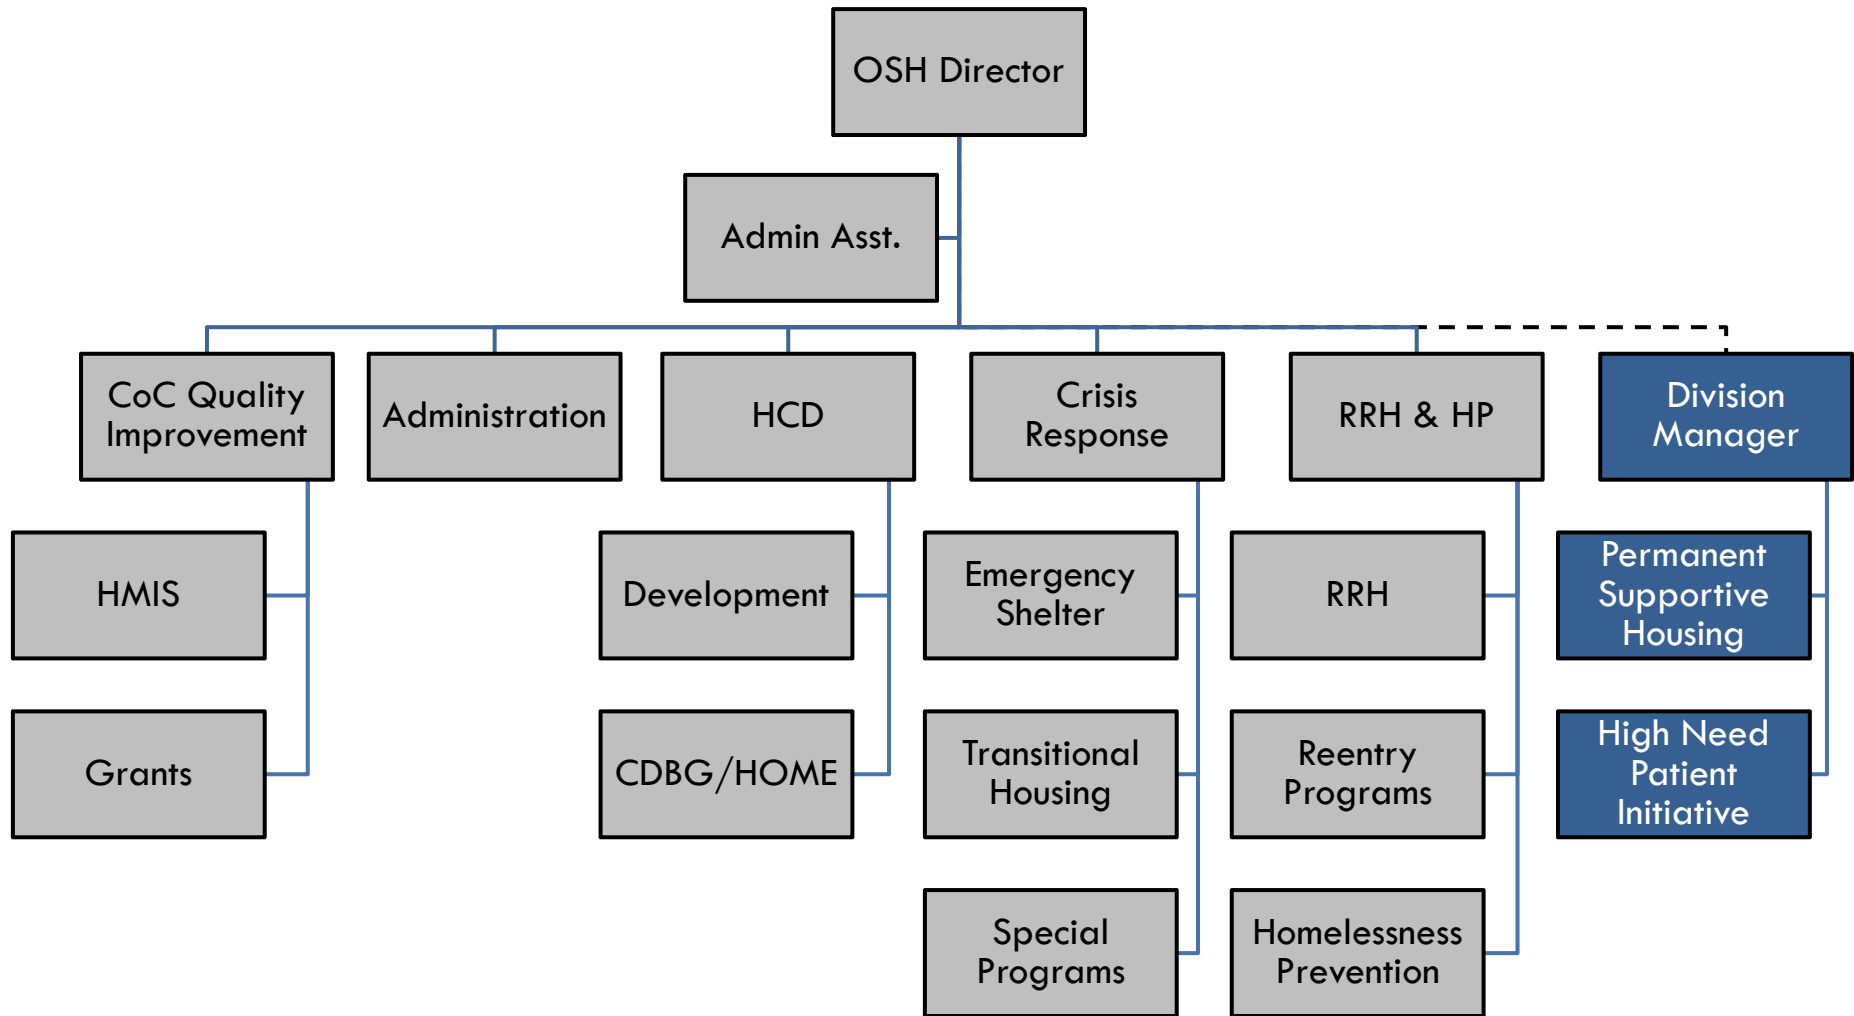 OSH Director
Admin Asst.
CoC Quality
Improvement
Administration
HCD
Crisis
Response
RRH & HP
Division
Manager
HMIS
Development
Emergency
Shelter
RRH
Permanent
Supportive
Housing
Grants
CDBG/HOME
Transitional
Housing
Reentry
Programs
High Need
Patient
Initiative
Special
Programs
Homelessness
Prevention